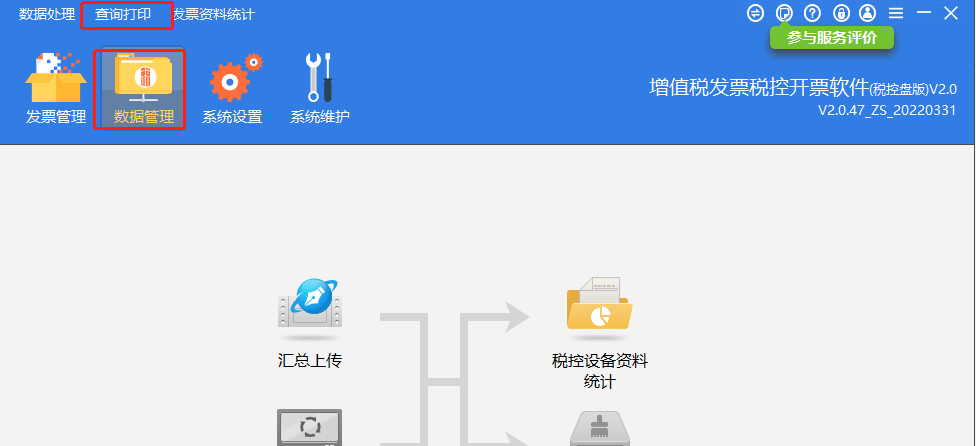 数据处理 查询打印 发票资料统计
参与服务评价
发票管理 数据管理 系统设置 系统维护
增值税发票税控开票软件(税控盘版)V2.0
V2.0.47_ZS_20220331
汇总上传
税控设备资料
统计